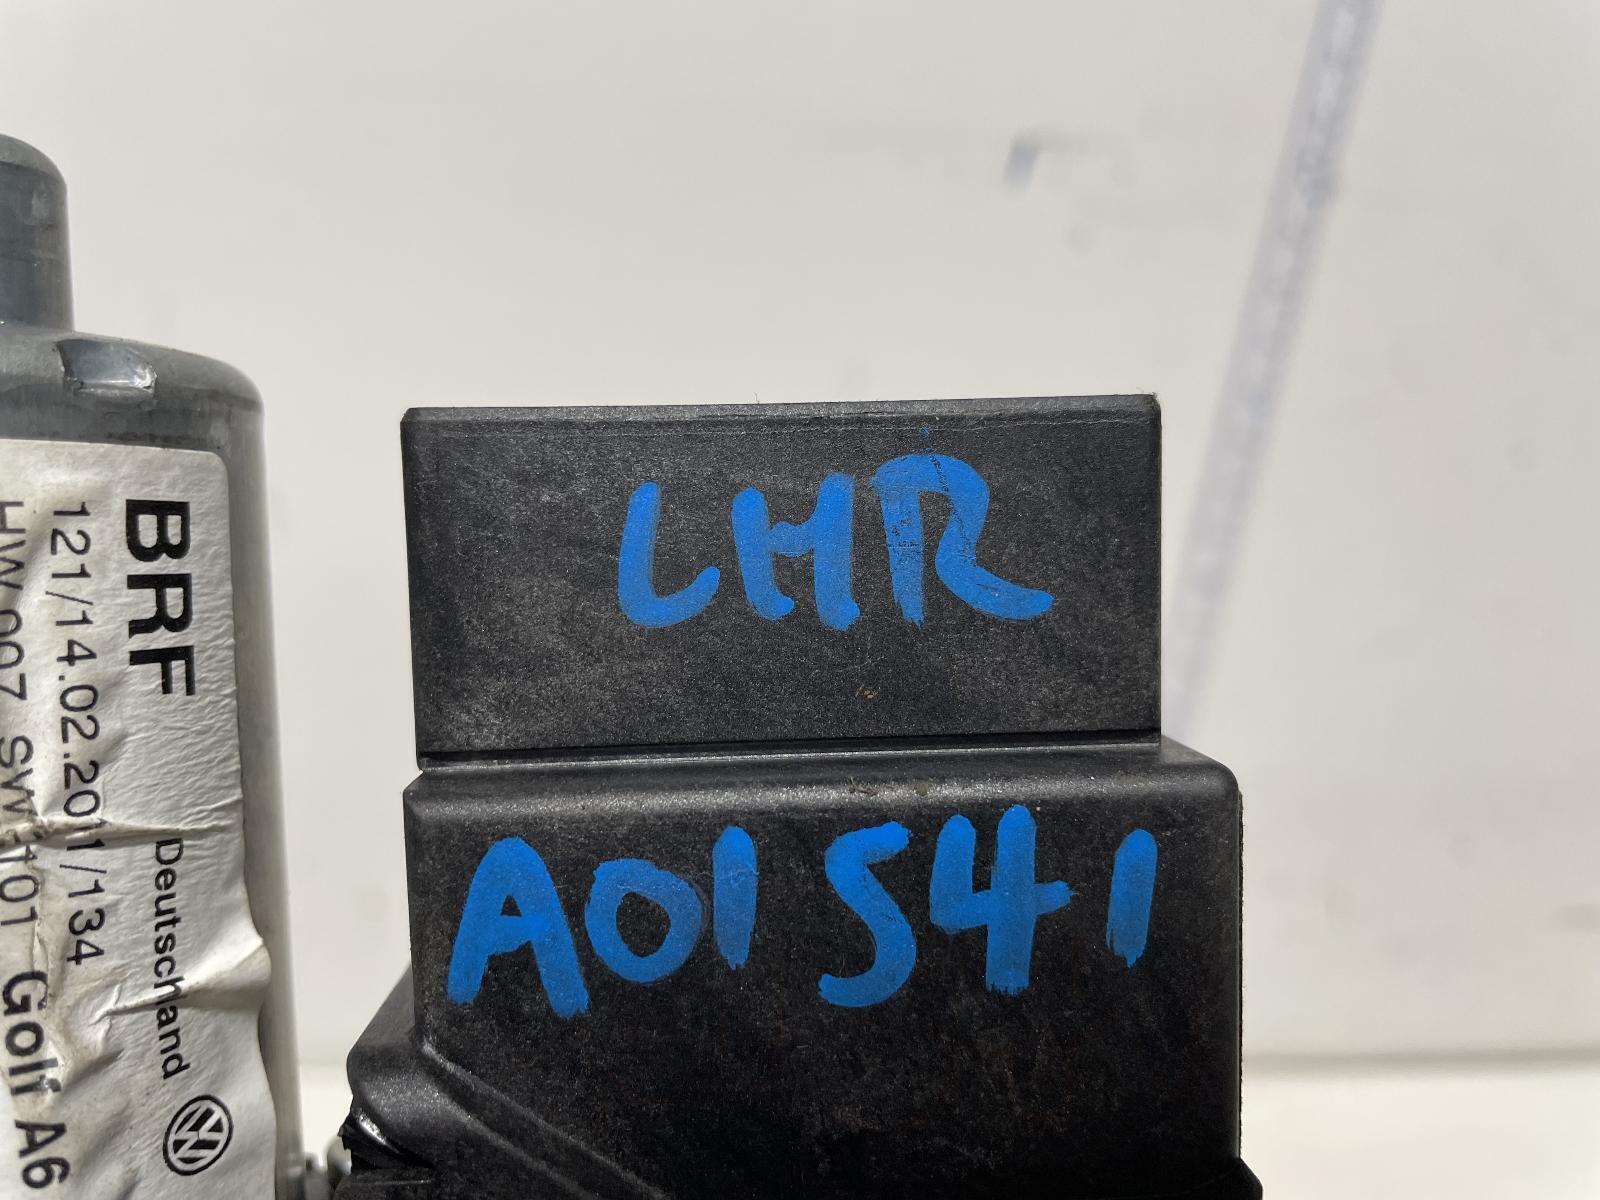 BRF
121/14.02.2011/134
Deutschland
Golf A6
LHR
A01541